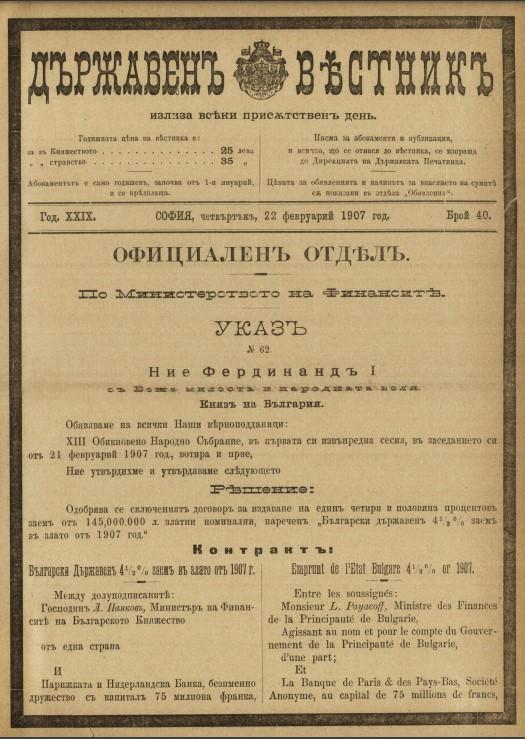 ДЪРЖАВЕНЪ ВѢСТНИКЪ
излиза всѣки присѫтственъ день.
Годишната цѣна на вѣстника е:
за въ Княжеството . . . . . . . . . . . . . 25 лева
„ „ странство . . . . . . . . . . . . . . 35 „
Абонаментътъ е само годишенъ, започва отъ 1-и януарий,
и се предплаща.
Писма за абонаменти и публикации,
и всичко, що се отнася до вѣстника, се изпраща
до Дирекцията на Държавната Печатница.
Цѣната за обявленията и начинътъ за внасянето на сумитѣ
сѫ показани въ отдѣла „Обявления“.
Год. XXIX.
СОФИЯ, четвъртъкъ, 22 февруарий 1907 год.
Брой 40.
ОФИЦИАЛЕНЪ ОТДѢЛЪ.
По Министерството на Финанситѣ.
УКАЗЪ
№ 62.
Ние Фердинандъ I
съ Божа милость и народната воля
Князъ на България.
Обявяваме на всички Наши вѣрноподданици:
XIII Обикновено Народно Събрание, въ първата си извънредна сесия, въ заседанието си
отъ 21 февруарий 1907 год., вотира и прие,
Ние утвърдихме и утвърдаваме слѣдующето
Рѣшение:
Одобрява се сключениятъ договоръ за издаване на единъ четири и половина процентовъ
заемъ отъ 145,000.000 л. златни номинални, нареченъ „Български държавенъ 4½% заемъ
въ злато отъ 1907 год.“
Контрактъ:
Български Държавенъ 4½% заемъ въ злато отъ 1907 г.
Между долуподписанитѣ:
Господинъ Л. Паяковъ, Министъръ на Финан-
ситѣ на Българското Княжество
отъ една страна
И
Парижката и Нидерландска Банка, безименно
дружество съ капиталъ 75 милиона франка,
Emprunt de l'Etat Bulgare 4½% or 1907.
Entre les soussignés:
Monsieur L. Payacoff, Ministre des Finances
de la Principauté de Bulgarie,
Agissant au nom et pour le compte du Gouver-
nement de la Principauté de Bulgarie,
d'une part;
Et
La Banque de Paris & des Pays-Bas, Société
Anonyme, au capital de 75 millions de francs,